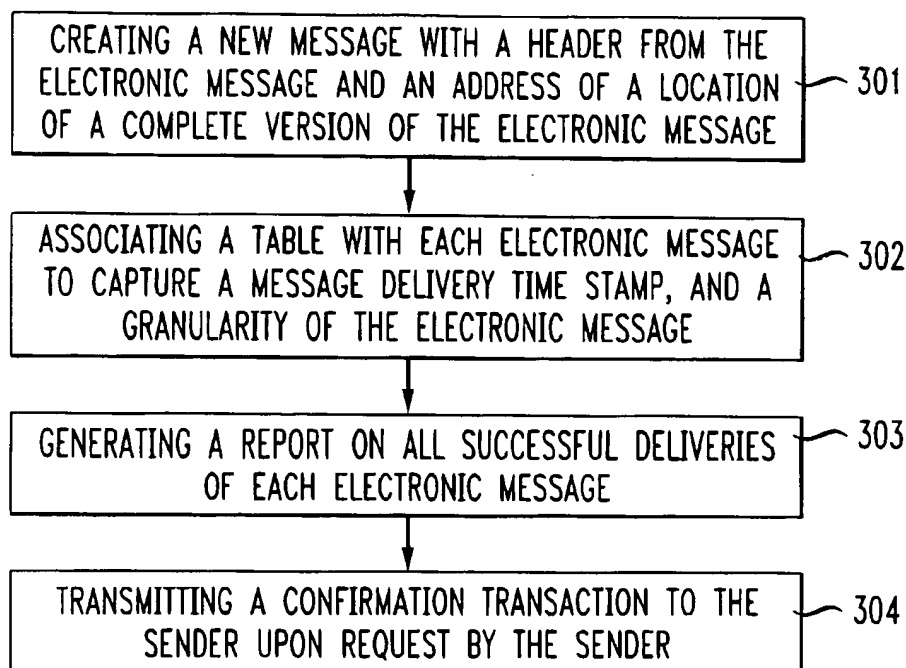 CREATING A NEW MESSAGE WITH A HEADER FROM THE
ELECTRONIC MESSAGE AND AN ADDRESS OF A LOCATION
OF A COMPLETE VERSION OF THE ELECTRONIC MESSAGE
301
ASSOCIATING A TABLE WITH EACH ELECTRONIC MESSAGE
TO CAPTURE A MESSAGE DELIVERY TIME STAMP, AND A
GRANULARITY OF THE ELECTRONIC MESSAGE
302
GENERATING A REPORT ON ALL SUCCESSFUL DELIVERIES
OF EACH ELECTRONIC MESSAGE
303
TRANSMITTING A CONFIRMATION TRANSACTION TO THE
SENDER UPON REQUEST BY THE SENDER
304